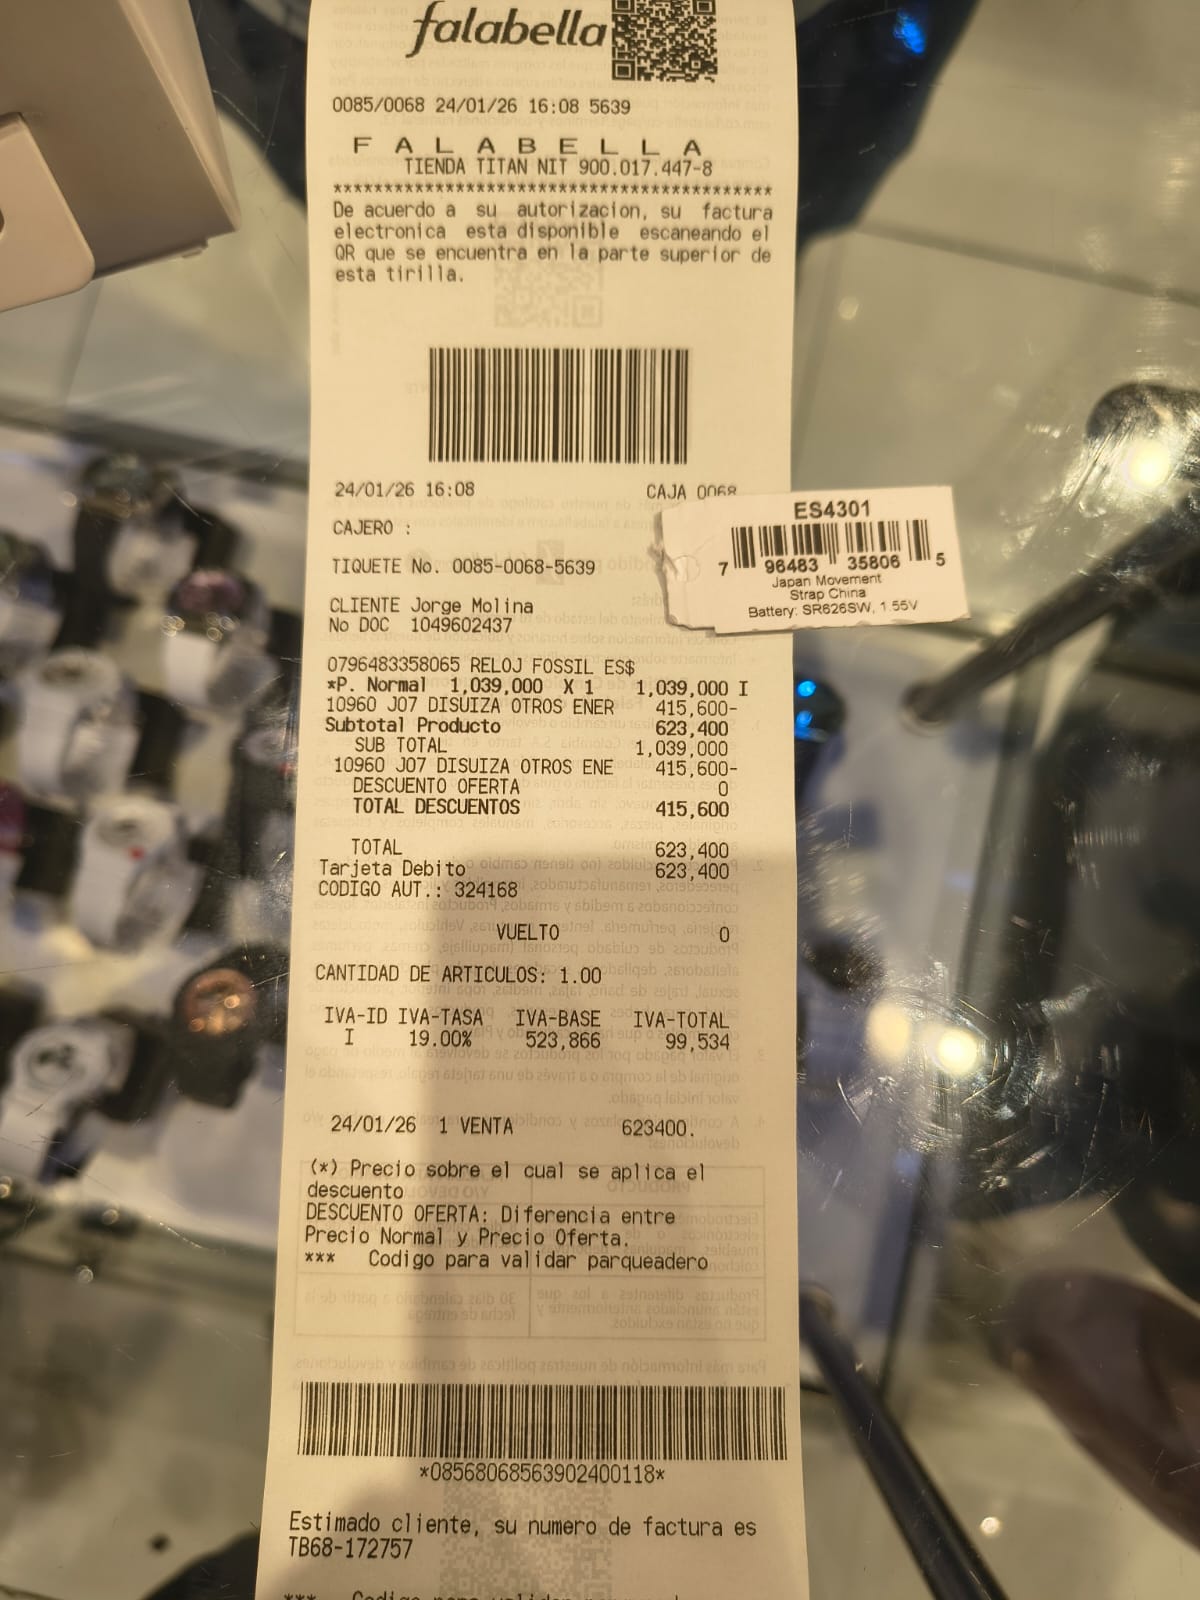 falabella
0085/0068 24/01/26 16:08 5639
F A L A B E L L A
TIENDA TITAN NIT 900.017.447-8
*******************************************
De acuerdo a su autorizacion, su factura
electronica esta disponible escaneando el
QR que se encuentra en la parte superior de
esta tirilla.
24/01/26 16:08 CAJA 0068
ES4301
7 96483 35806 5
Japan Movement
Strap China
Battery: SR626SW, 1.55V
CAJERO :
TIQUETE No. 0085-0068-5639
CLIENTE Jorge Molina
No DOC 1049602437
0796483358065 RELOJ FOSSIL ES$
*P. Normal 1,039,000 X 1 1,039,000 I
10960 J07 DISUIZA OTROS ENER 415,600-
Subtotal Producto 623,400
SUB TOTAL 1,039,000
10960 J07 DISUIZA OTROS ENE 415,600-
DESCUENTO OFERTA 0
TOTAL DESCUENTOS 415,600
TOTAL 623,400
Tarjeta Debito 623,400
CODIGO AUT.: 324168
VUELTO 0
CANTIDAD DE ARTICULOS: 1.00
IVA-ID IVA-TASA IVA-BASE IVA-TOTAL
I 19.00% 523,866 99,534
24/01/26 1 VENTA 623400.
(*) Precio sobre el cual se aplica el
descuento
DESCUENTO OFERTA: Diferencia entre
Precio Normal y Precio Oferta.
*** Codigo para validar parqueadero
*08568068563902400118*
Estimado cliente, su numero de factura es
TB68-172757